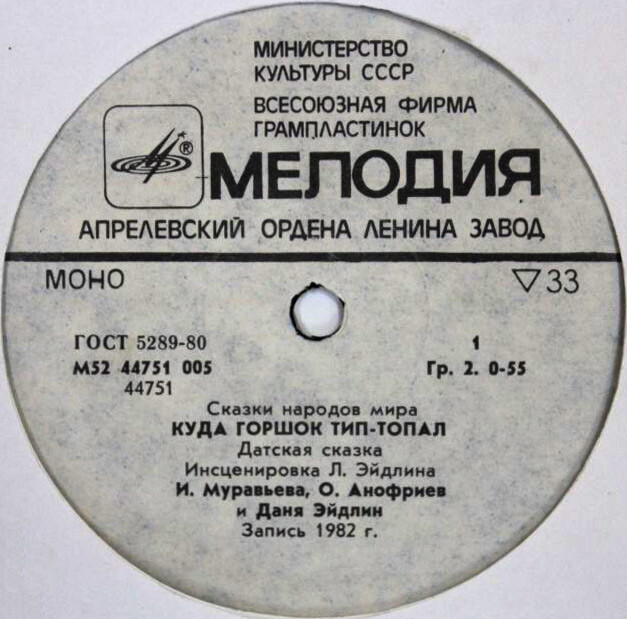 МИНИСТЕРСТВО
КУЛЬТУРЫ СССР
ВСЕСОЮЗНАЯ ФИРМА
ГРАМПЛАСТИНОК
®
МЕЛОДИЯ
АПРЕЛЕВСКИЙ ОРДЕНА ЛЕНИНА ЗАВОД
МОНО ▽33
ГОСТ 5289-80 1
М52 44751 005 Гр. 2. 0-55
44751
Сказки народов мира
КУДА ГОРШОК ТИП-ТОПАЛ
Датская сказка
Инсценировка Л. Эйдлина
И. Муравьева, О. Анофриев
и Даня Эйдлин
Запись 1982 г.